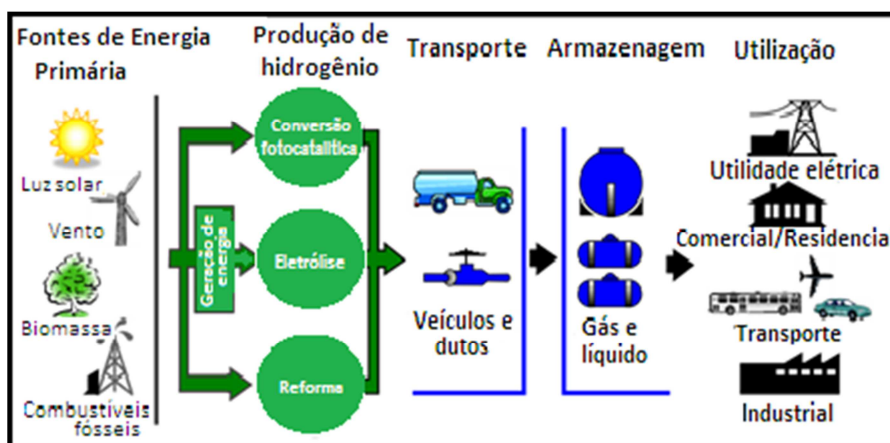 Fontes de Energia
Primária
Luz solar
Vento
Biomassa
Combustíveis
fósseis
Produção de
hidrogênio
Geração de
energia
Conversão
fotocatalítica
Eletrólise
Reforma
Transporte
Veículos e
dutos
Armazenagem
Gás e
líquido
Utilização
Utilidade elétrica
Comercial/Residencia
Transporte
Industrial